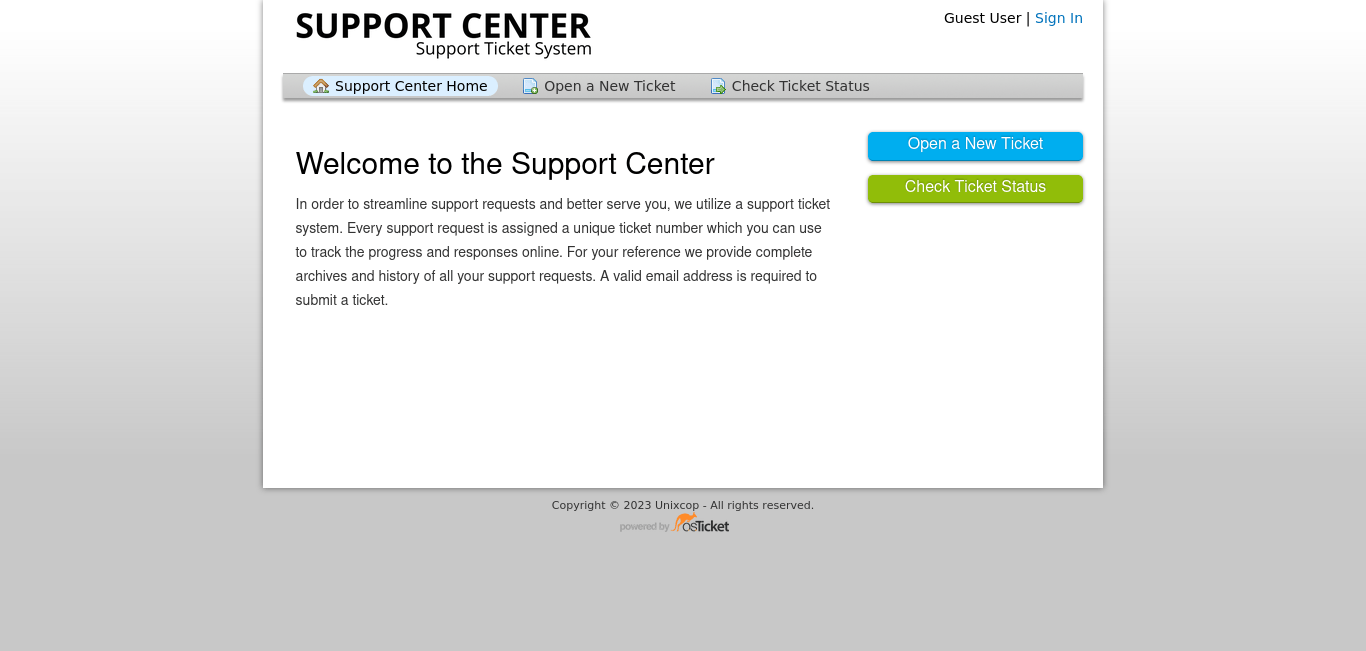 SUPPORT CENTER
Support Ticket System
Guest User | Sign In
Support Center Home Open a New Ticket Check Ticket Status
Welcome to the Support Center
In order to streamline support requests and better serve you, we utilize a support ticket
system. Every support request is assigned a unique ticket number which you can use
to track the progress and responses online. For your reference we provide complete
archives and history of all your support requests. A valid email address is required to
submit a ticket.
Open a New Ticket
Check Ticket Status
Copyright © 2023 Unixcop - All rights reserved.
powered by osTicket